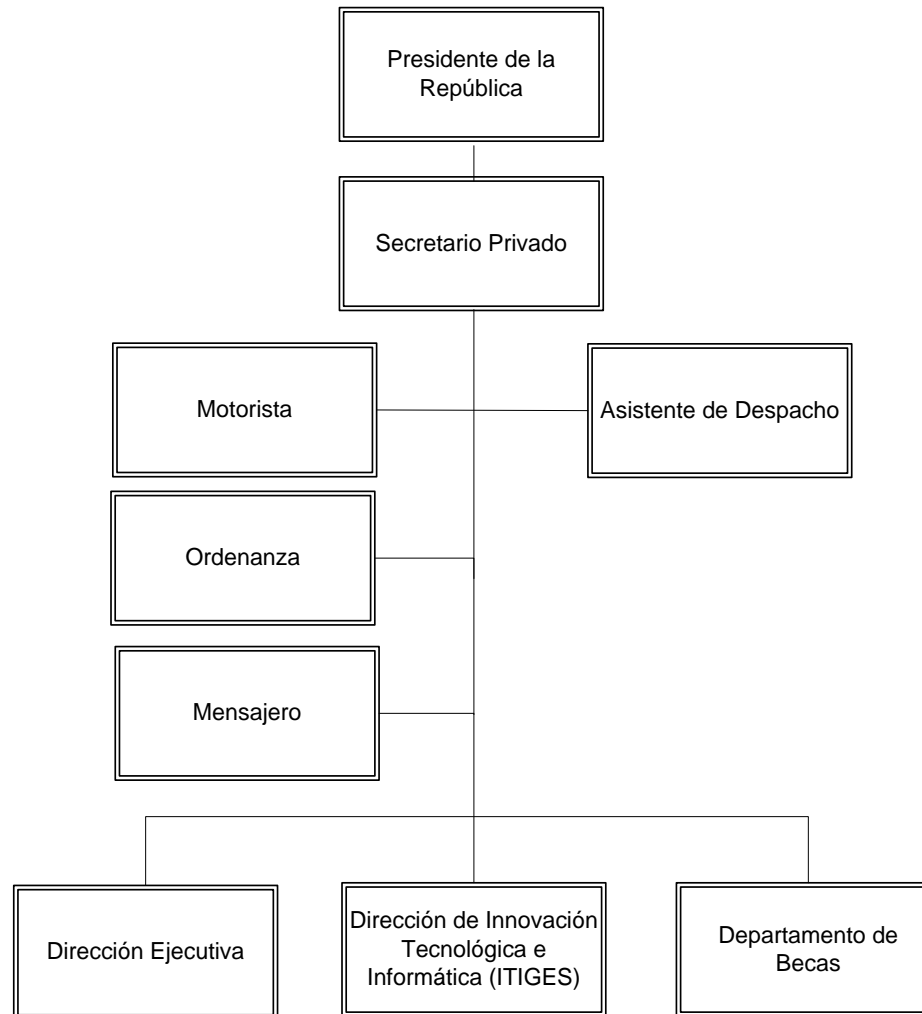 Presidente de la
República
Secretario Privado
Motorista
Asistente de Despacho
Ordenanza
Mensajero
Dirección Ejecutiva
Dirección de Innovación
Tecnológica e
Informática (ITIGES)
Departamento de
Becas